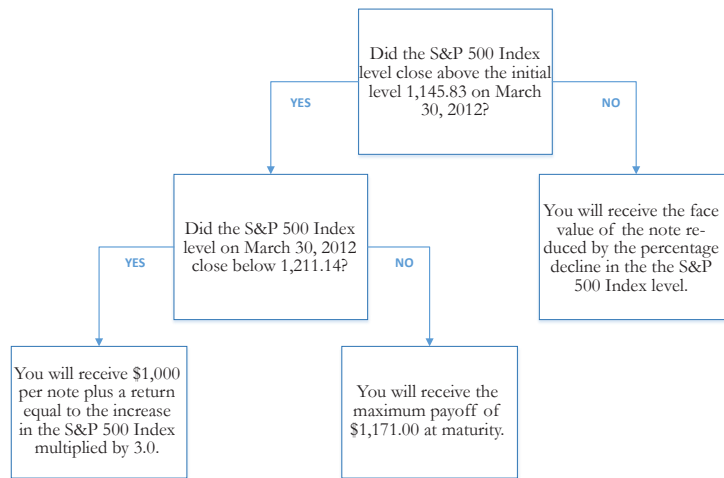 Did the S&P 500 Index
level close above the initial
level 1,145.83 on March
30, 2012?
YES
NO
Did the S&P 500 Index
level on March 30, 2012
close below 1,211.14?
You will receive the face
value of the note re-
duced by the percentage
decline in the the S&P
500 Index level.
YES
NO
You will receive $1,000
per note plus a return
equal to the increase
in the S&P 500 Index
multiplied by 3.0.
You will receive the
maximum payoff of
$1,171.00 at maturity.